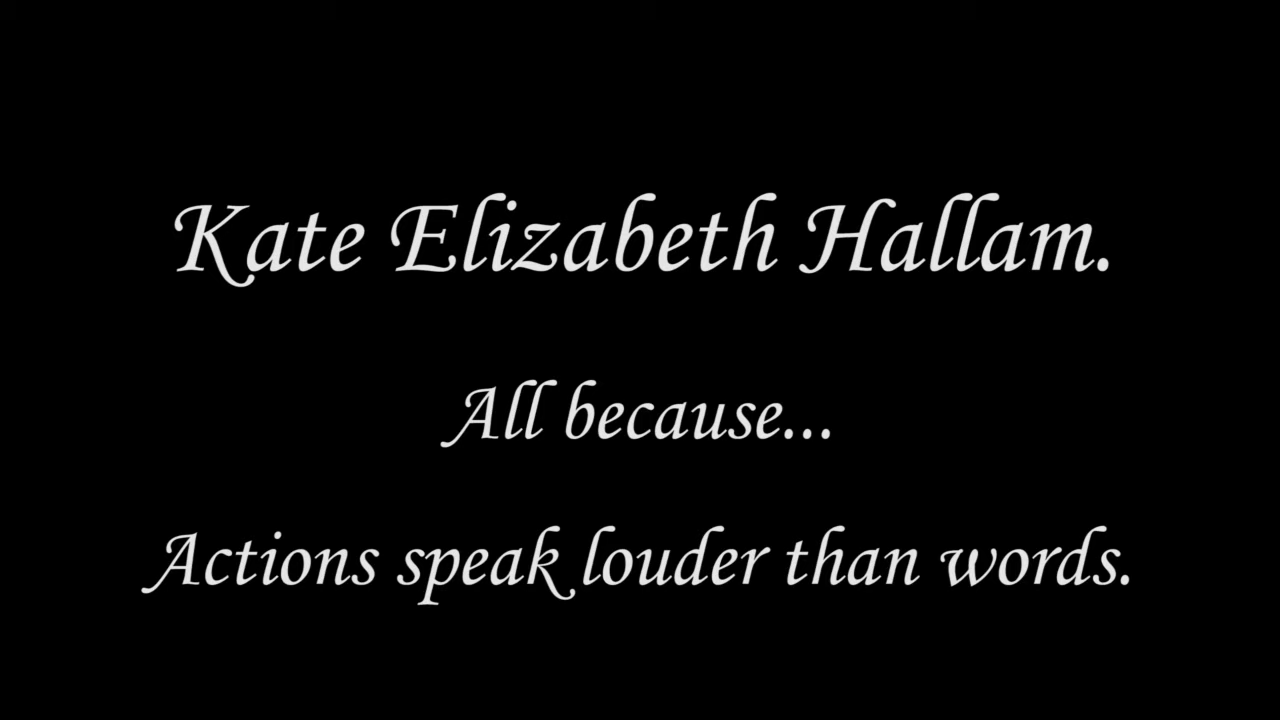 Kate Elizabeth Hallam.
All because...
Actions speak louder than words.